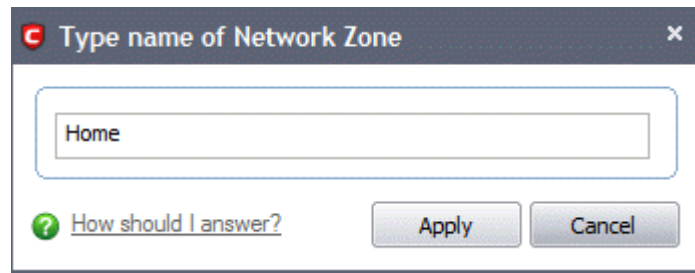 Type name of Network Zone
Home
How should I answer?
Apply
Cancel